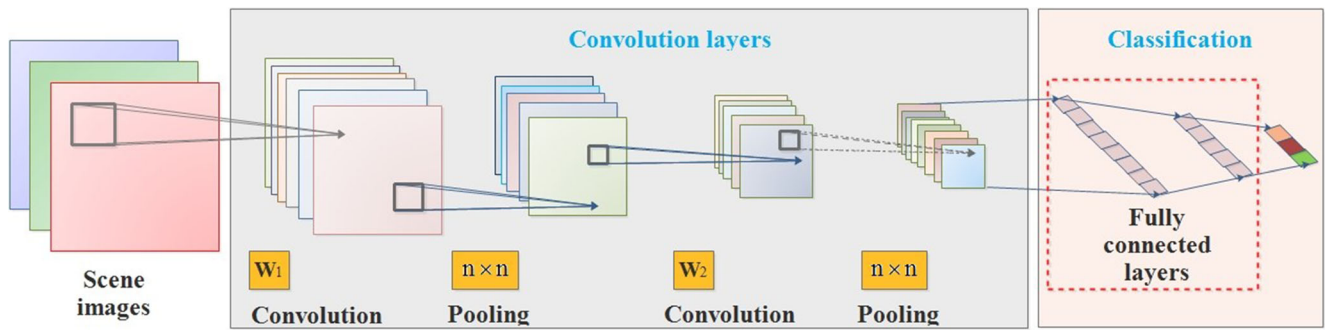 Convolution layers
Classification
Scene
images
W₁
Convolution
n×n
Pooling
W₂
Convolution
n×n
Pooling
Fully
connected
layers